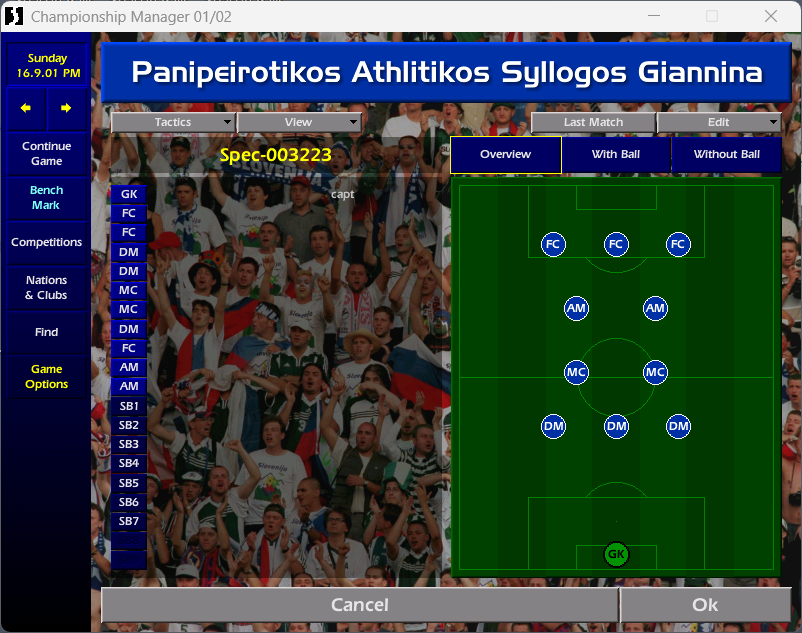 Championship Manager 01/02
Sunday
16.9.01 PM
Panipeirotikos Athlitikos Syllogos Giannina
Tactics
View
Last Match
Edit
Continue
Game
Bench
Mark
Competitions
Nations
& Clubs
Find
Game
Options
Spec-003223
Overview
With Ball
Without Ball
GK
capt
FC
FC
DM
DM
MC
MC
DM
FC
AM
AM
SB1
SB2
SB3
SB4
SB5
SB6
SB7
FC FC FC
AM AM
MC MC
DM DM DM
GK
Slovenija
Slovenija
Cancel
Ok